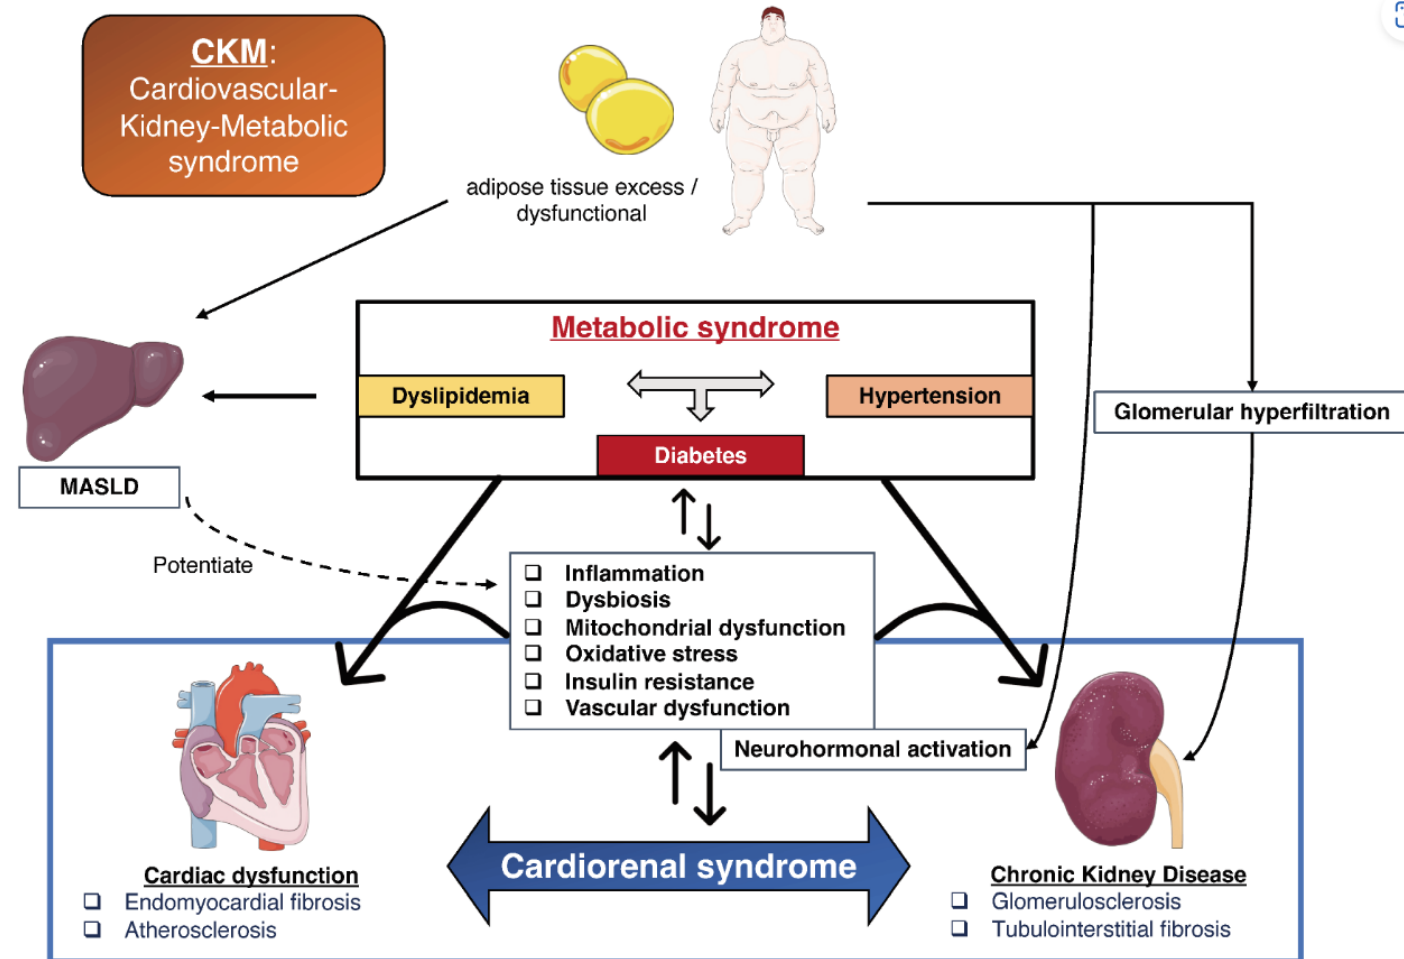 CKM:
Cardiovascular-
Kidney-Metabolic
syndrome
adipose tissue excess /
dysfunctional
Metabolic syndrome
Dyslipidemia
Hypertension
Diabetes
Glomerular hyperfiltration
MASLD
Potentiate
❑ Inflammation
❑ Dysbiosis
❑ Mitochondrial dysfunction
❑ Oxidative stress
❑ Insulin resistance
❑ Vascular dysfunction
Neurohormonal activation
Cardiorenal syndrome
Cardiac dysfunction
❑ Endomyocardial fibrosis
❑ Atherosclerosis
Chronic Kidney Disease
❑ Glomerulosclerosis
❑ Tubulointerstitial fibrosis